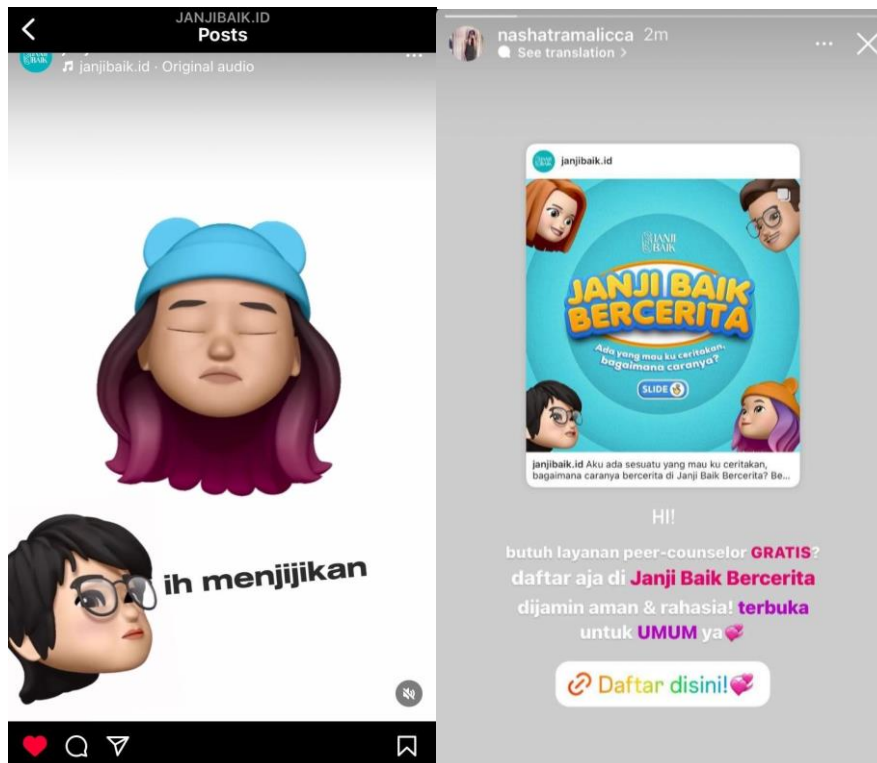 JANJIBAIK.ID
Posts
janjibaik.id · Original audio
ih menjijikan
nashatramalicca 2m
See translation >
janjibaik.id
JANJI
BAIK
JANJI BAIK
BERCERITA
Ada yang mau ku ceritakan,
bagaimana caranya?
SLIDE
janjibaik.id Aku ada sesuatu yang mau ku ceritakan,
bagaimana caranya bercerita di Janji Baik Bercerita? Be...
HI!
butuh layanan peer-counselor GRATIS?
daftar aja di Janji Baik Bercerita
dijamin aman & rahasia! terbuka
untuk UMUM ya💞
Daftar disini!💞